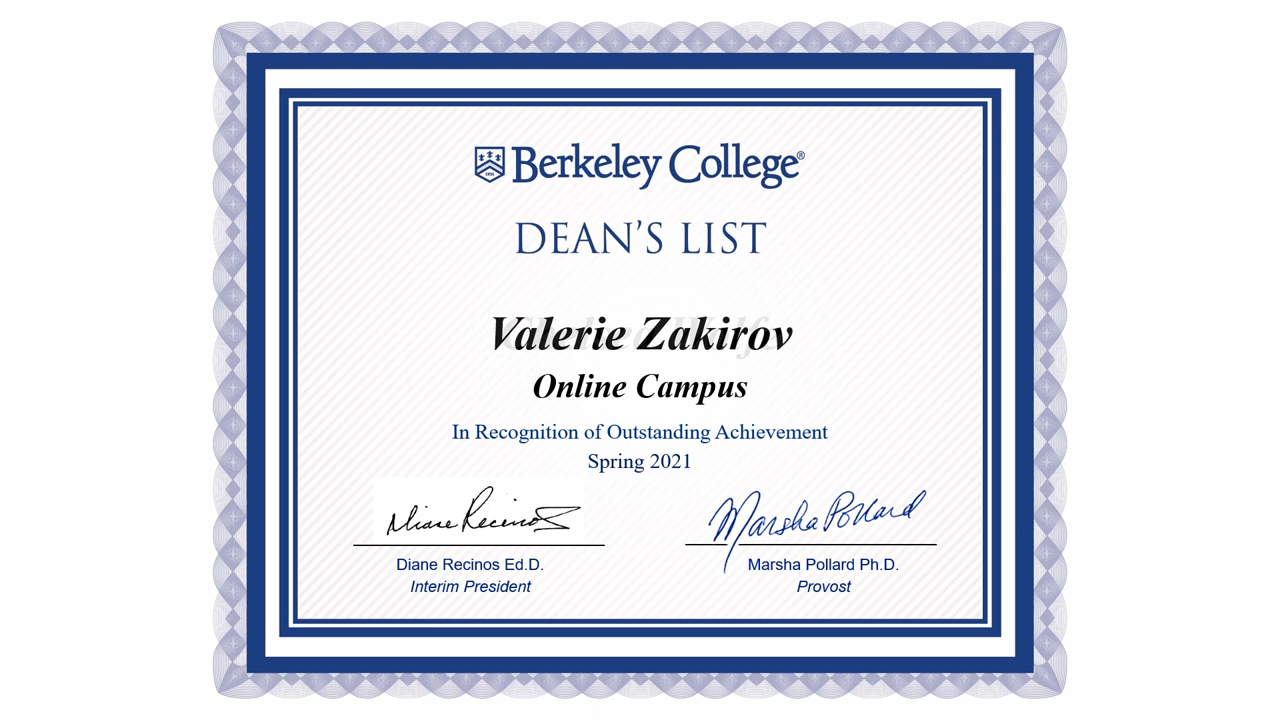 Berkeley College®
DEAN'S LIST
Valerie Zakirov
Online Campus
In Recognition of Outstanding Achievement
Spring 2021
Diane Recinos Marsha Pollard
Diane Recinos Ed.D. Marsha Pollard Ph.D.
Interim President Provost